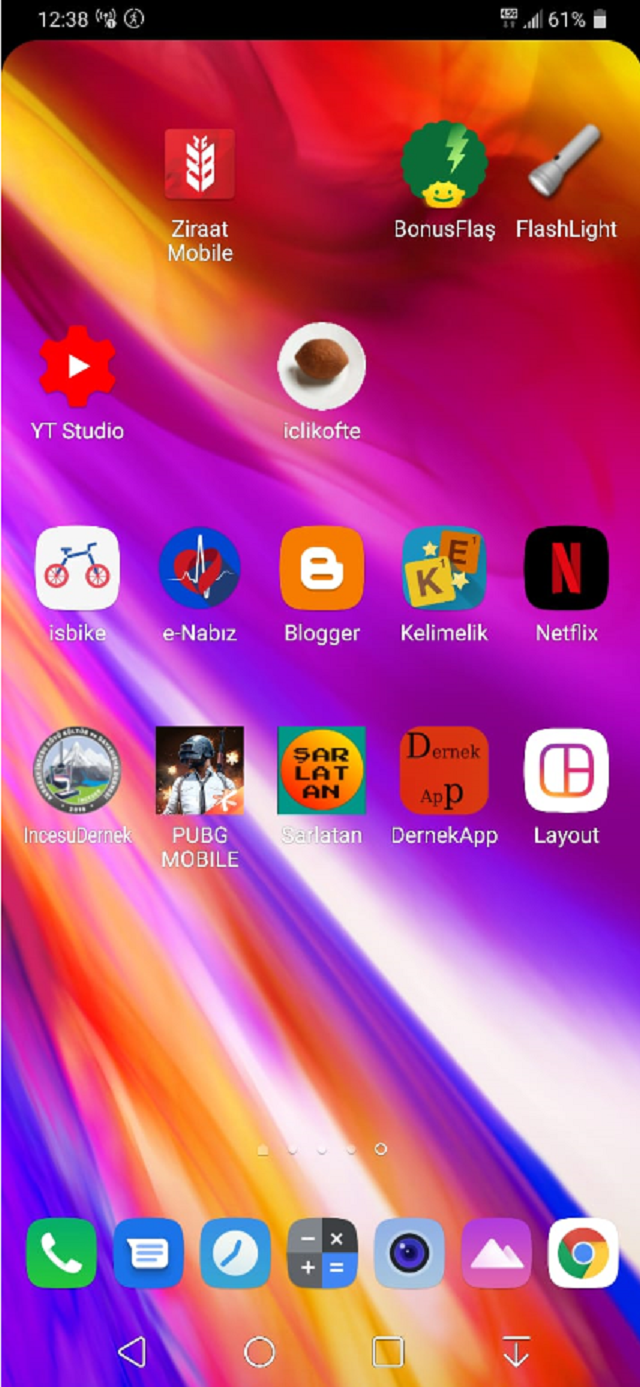 12:38 61%
Ziraat
Mobile
BonusFlaş
FlashLight
YT Studio
iclikofte
isbike
e-Nabız
Blogger
K E
Kelimelik
N
Netflix
ŞAR
LAT
AN
Dernek
App
IncesuDernek
PUBG
MOBILE
Sarlatan
DernekApp
Layout